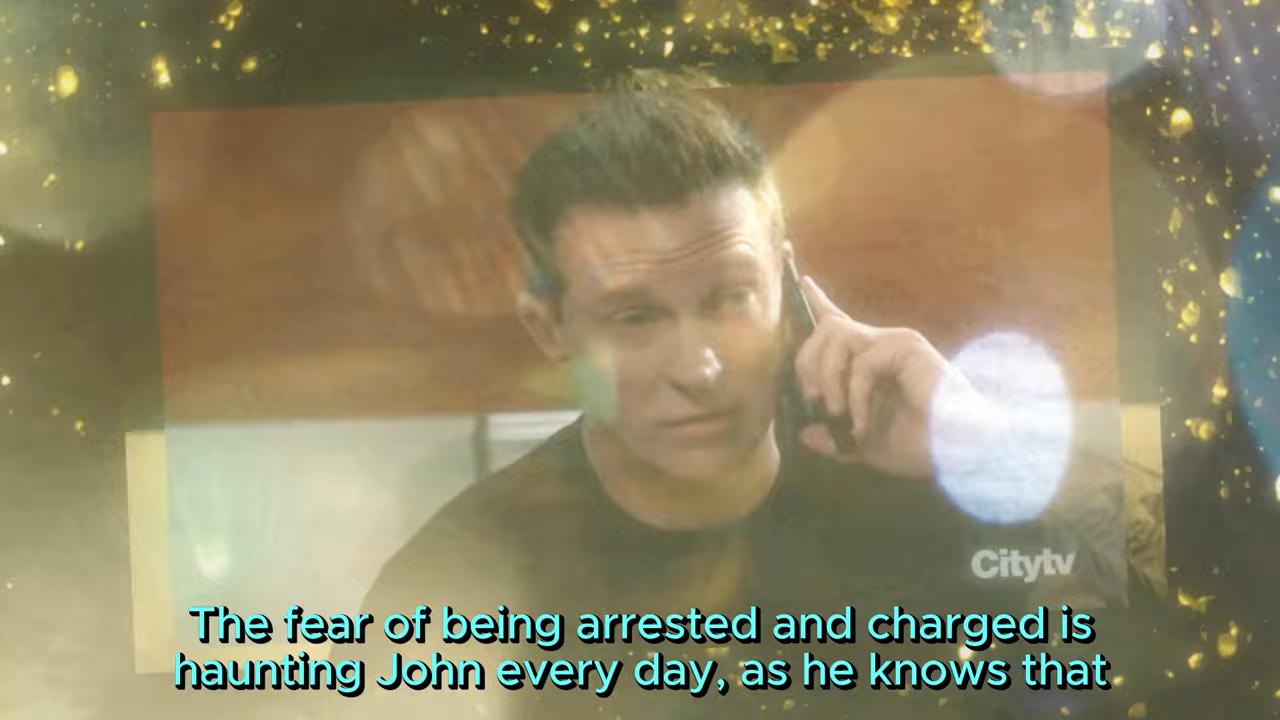 Citytv
The fear of being arrested and charged is
haunting John every day, as he knows that